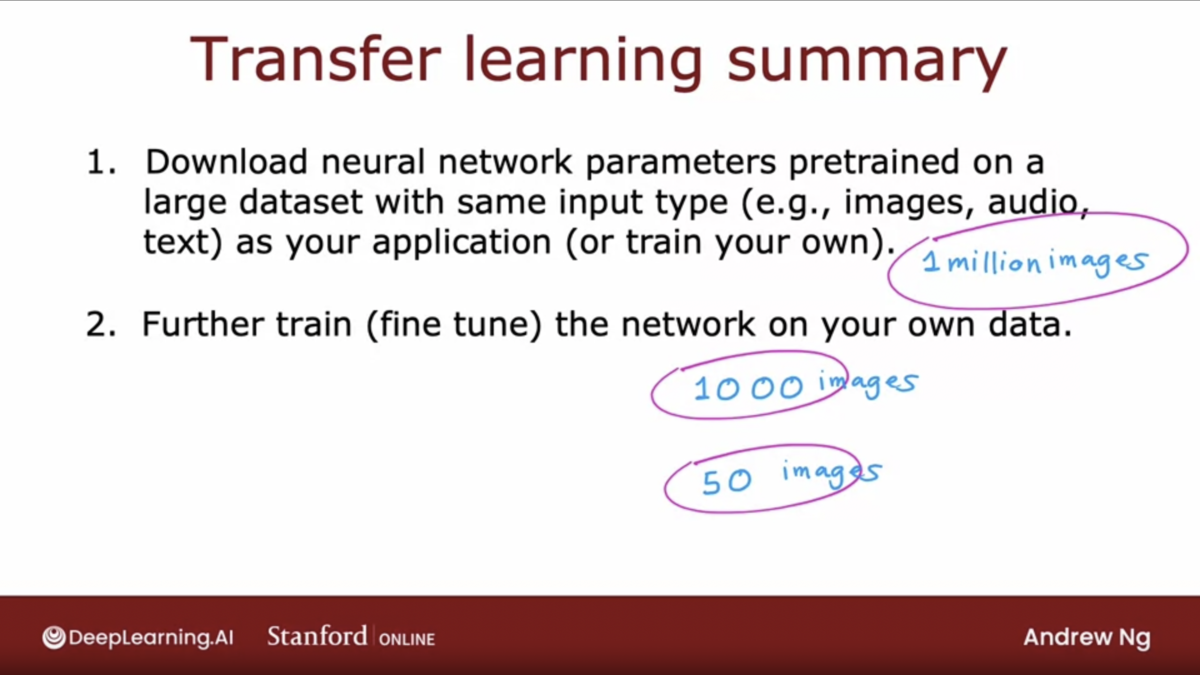 Transfer learning summary
1. Download neural network parameters pretrained on a
large dataset with same input type (e.g., images, audio,
text) as your application (or train your own).
1 million images
2. Further train (fine tune) the network on your own data.
1000 images
50 images
DeepLearning.AI Stanford ONLINE Andrew Ng